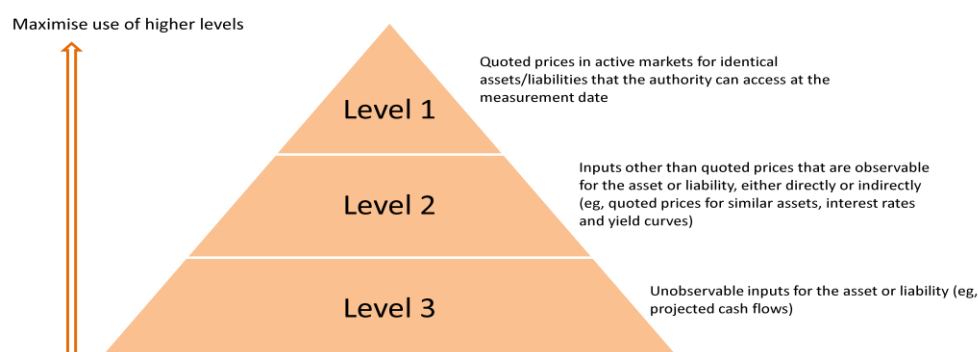 Maximise use of higher levels
Quoted prices in active markets for identical
assets/liabilities that the authority can access at the
measurement date
Level 1
Inputs other than quoted prices that are observable
for the asset or liability, either directly or indirectly
(eg, quoted prices for similar assets, interest rates
and yield curves)
Level 2
Unobservable inputs for the asset or liability (eg,
projected cash flows)
Level 3